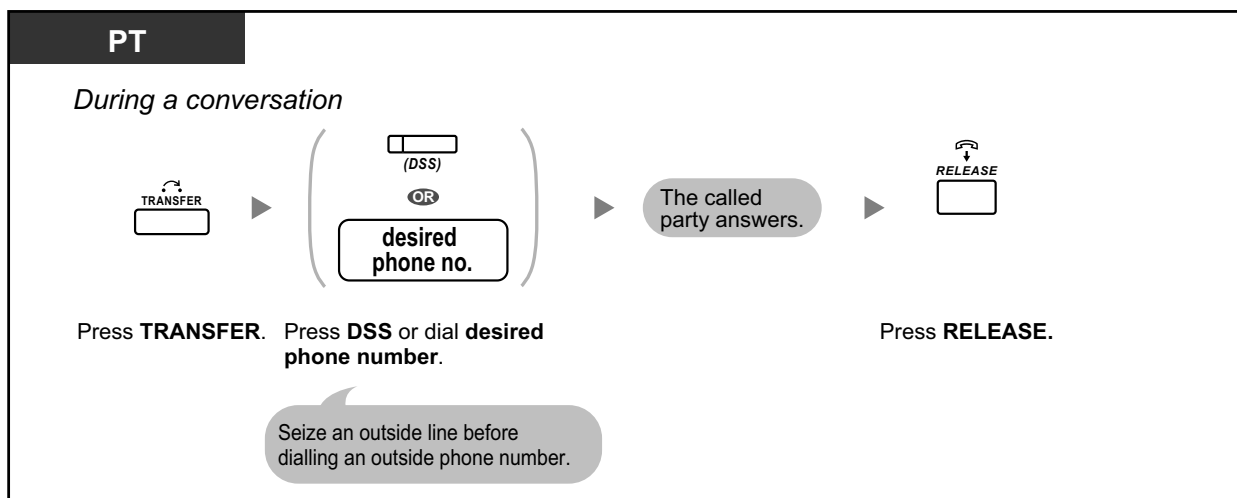 PT
During a conversation
TRANSFER
(DSS)
OR
desired
phone no.
The called
party answers.
RELEASE
Press TRANSFER.
Press DSS or dial desired
phone number.
Press RELEASE.
Seize an outside line before
dialling an outside phone number.